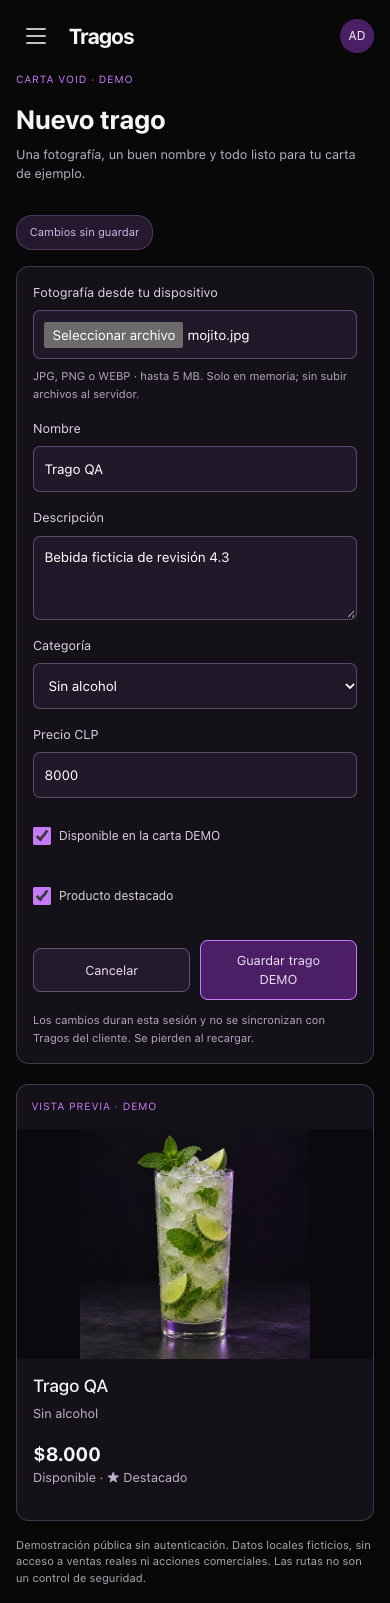 Tragos
AD
CARTA VOID · DEMO
Nuevo trago
Una fotografía, un buen nombre y todo listo para tu carta
de ejemplo.
Cambios sin guardar
Fotografía desde tu dispositivo
Seleccionar archivo mojito.jpg
JPG, PNG o WEBP · hasta 5 MB. Solo en memoria; sin subir
archivos al servidor.
Nombre
Trago QA
Descripción
Bebida ficticia de revisión 4.3
Categoría
Sin alcohol
Precio CLP
8000
Disponible en la carta DEMO
Producto destacado
Cancelar
Guardar trago
DEMO
Los cambios duran esta sesión y no se sincronizan con
Tragos del cliente. Se pierden al recargar.
VISTA PREVIA · DEMO
Trago QA
Sin alcohol
$8.000
Disponible · ★ Destacado
Demostración pública sin autenticación. Datos locales ficticios, sin
acceso a ventas reales ni acciones comerciales. Las rutas no son
un control de seguridad.